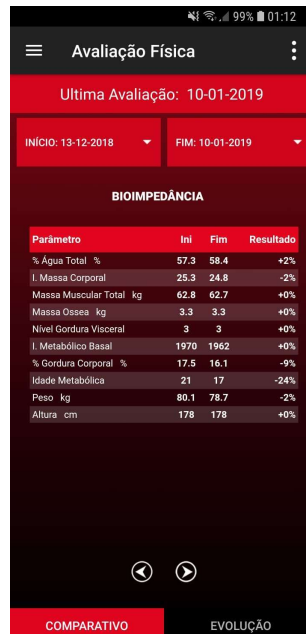 99% 01:12
Avaliação Física
Ultima Avaliação: 10-01-2019
INÍCIO: 13-12-2018 FIM: 10-01-2019
BIOIMPEDÂNCIA
Parâmetro Ini Fim Resultado
% Água Total % 57.3 58.4 +2%
I. Massa Corporal 25.3 24.8 -2%
Massa Muscular Total kg 62.8 62.7 +0%
Massa Ossea kg 3.3 3.3 +0%
Nível Gordura Visceral 3 3 +0%
I. Metabólico Basal 1970 1962 +0%
% Gordura Corporal % 17.5 16.1 -9%
Idade Metabólica 21 17 -24%
Peso kg 80.1 78.7 -2%
Altura cm 178 178 +0%
COMPARATIVO EVOLUÇÃO